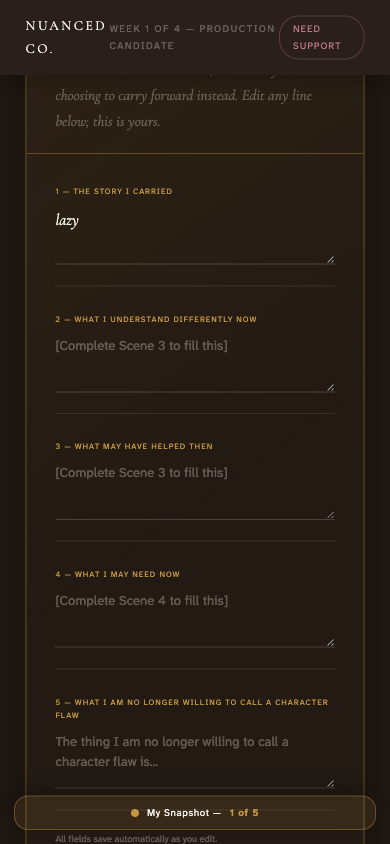 NUANCED
CO.
WEEK 1 OF 4 — PRODUCTION
CANDIDATE
NEED
SUPPORT
choosing to carry forward instead. Edit any line
below; this is yours.
1 — THE STORY I CARRIED
lazy
2 — WHAT I UNDERSTAND DIFFERENTLY NOW
[Complete Scene 3 to fill this]
3 — WHAT MAY HAVE HELPED THEN
[Complete Scene 3 to fill this]
4 — WHAT I MAY NEED NOW
[Complete Scene 4 to fill this]
5 — WHAT I AM NO LONGER WILLING TO CALL A CHARACTER
FLAW
The thing I am no longer willing to call a
character flaw is...
My Snapshot — 1 of 5
All fields save automatically as you edit.